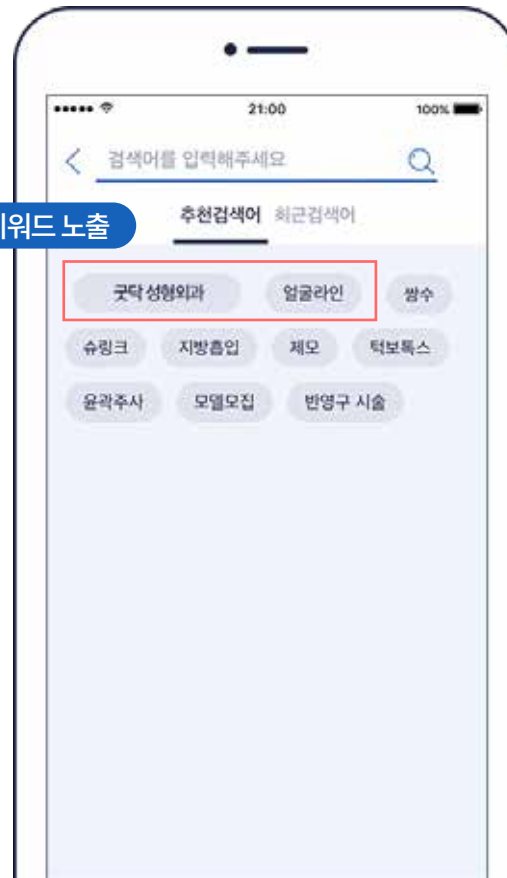 21:00 100%
검색어를 입력해주세요
추천검색어 최근검색어
워드 노출
굿닥 성형외과 얼굴라인 쌍수
슈링크 지방흡입 제모 턱보톡스
윤곽주사 모델모집 반영구 시술